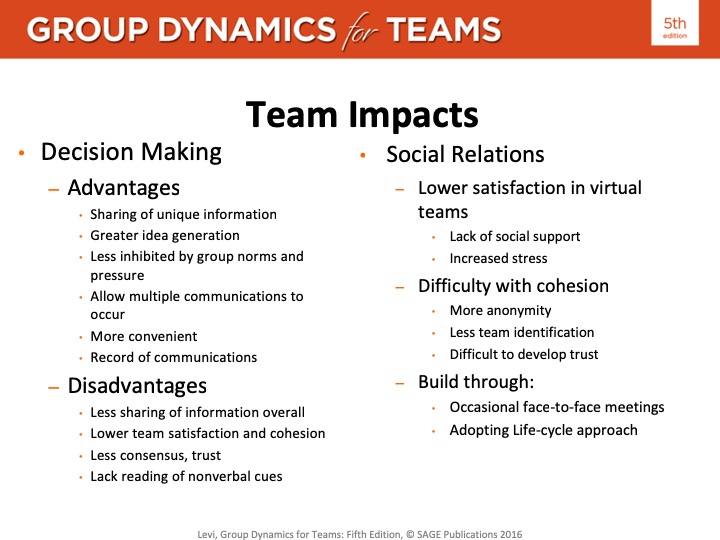 GROUP DYNAMICS for TEAMS
5th
edition
Team Impacts
• Decision Making
– Advantages
• Sharing of unique information
• Greater idea generation
• Less inhibited by group norms and
pressure
• Allow multiple communications to
occur
• More convenient
• Record of communications
– Disadvantages
• Less sharing of information overall
• Lower team satisfaction and cohesion
• Less consensus, trust
• Lack reading of nonverbal cues
• Social Relations
– Lower satisfaction in virtual
teams
• Lack of social support
• Increased stress
– Difficulty with cohesion
• More anonymity
• Less team identification
• Difficult to develop trust
– Build through:
• Occasional face-to-face meetings
• Adopting Life-cycle approach
Levi, Group Dynamics for Teams: Fifth Edition, © SAGE Publications 2016